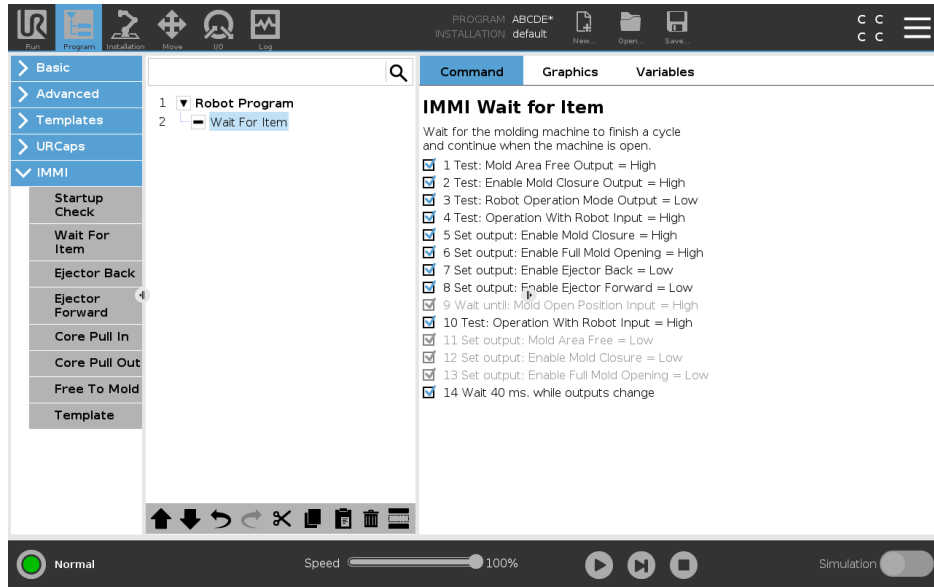 PROGRAM ABCDE*
INSTALLATION default
UR
Run
Program
Installation
Move
I/O
Log
New...
Open...
Save...
C C
C C
Basic
Advanced
Templates
URCaps
IMMI
Startup
Check
Wait For
Item
Ejector Back
Ejector
Forward
Core Pull In
Core Pull Out
Free To Mold
Template
1 Robot Program
2 Wait For Item
Command Graphics Variables
IMMI Wait for Item
Wait for the molding machine to finish a cycle
and continue when the machine is open.
1 Test: Mold Area Free Output = High
2 Test: Enable Mold Closure Output = High
3 Test: Robot Operation Mode Output = Low
4 Test: Operation With Robot Input = High
5 Set output: Enable Mold Closure = High
6 Set output: Enable Full Mold Opening = High
7 Set output: Enable Ejector Back = Low
8 Set output: Enable Ejector Forward = Low
9 Wait until: Mold Open Position Input = High
10 Test: Operation With Robot Input = High
11 Set output: Mold Area Free = Low
12 Set output: Enable Mold Closure = Low
13 Set output: Enable Full Mold Opening = Low
14 Wait 40 ms. while outputs change
Normal
Speed 100%
Simulation